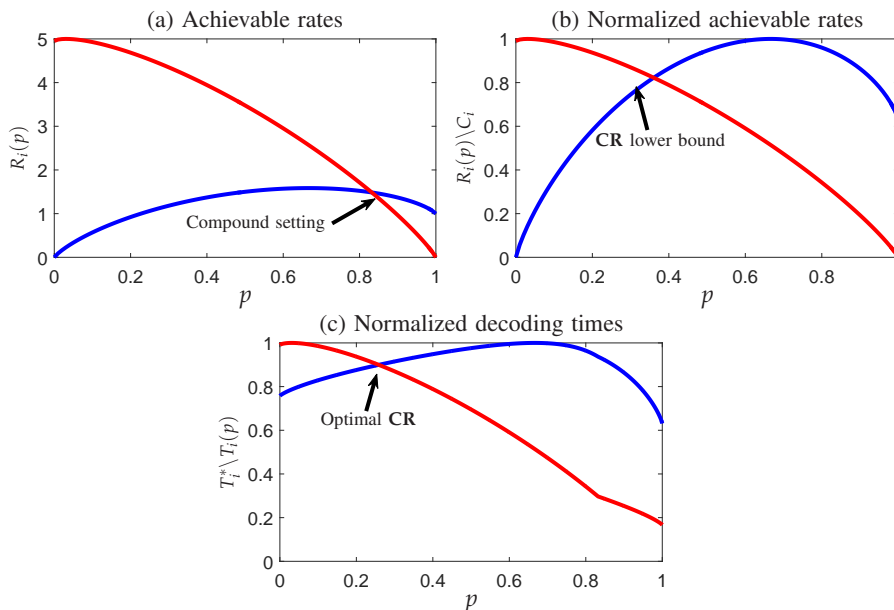 (a) Achievable rates
5
4
3
2
1
0
R_i(p)
Compound setting
0 0.2 0.4 0.6 0.8 1
p
(b) Normalized achievable rates
1
0.8
0.6
0.4
0.2
0
R_i(p)\C_i
CR lower bound
0 0.2 0.4 0.6 0.8
p
(c) Normalized decoding times
1
0.8
0.6
0.4
0.2
0
T_i^*\T_i(p)
Optimal CR
0 0.2 0.4 0.6 0.8 1
p